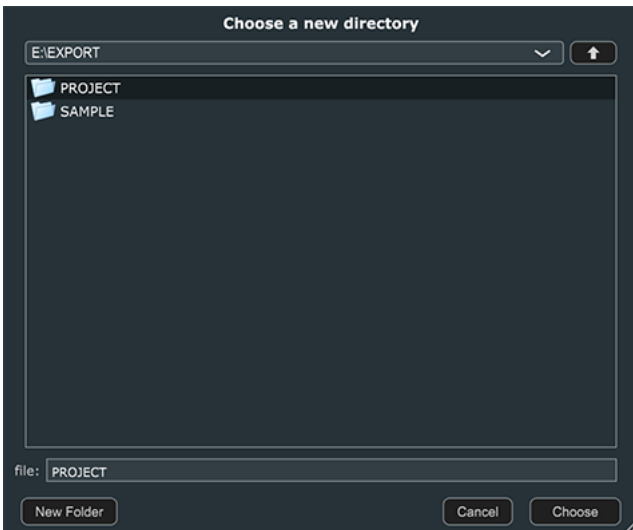 Choose a new directory
E:\EXPORT
PROJECT
SAMPLE
file: PROJECT
New Folder Cancel Choose